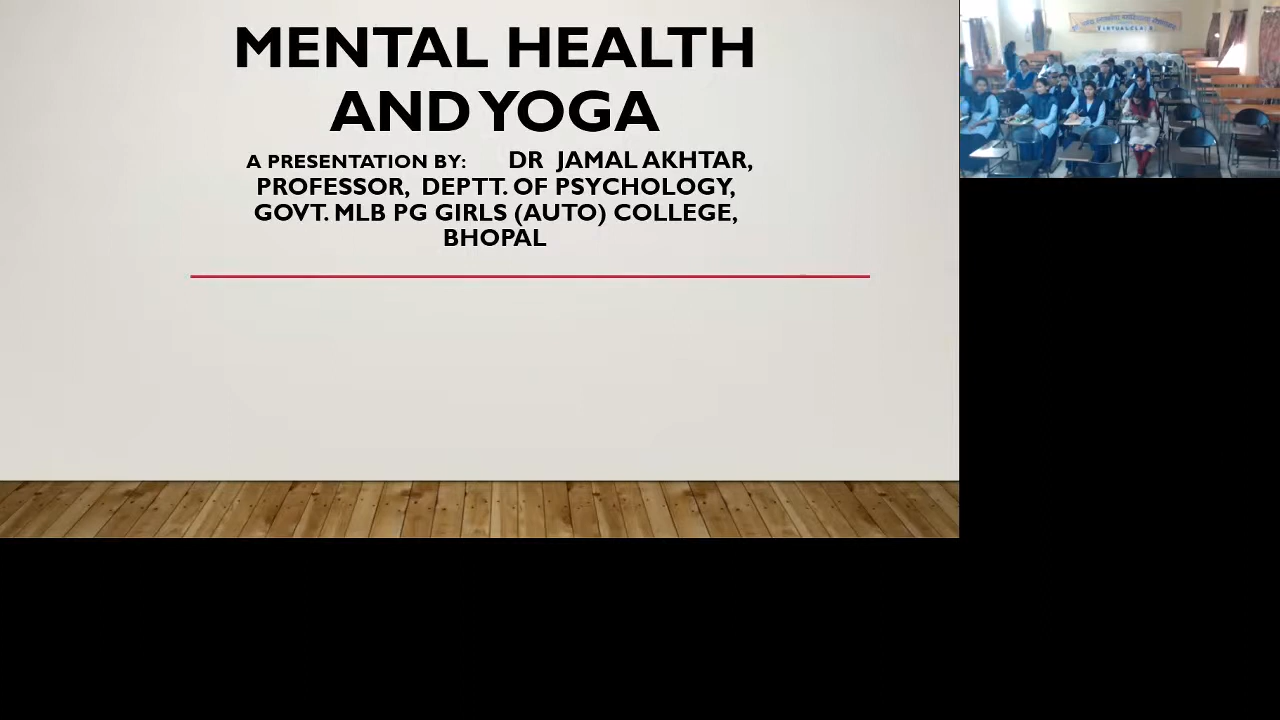 MENTAL HEALTH
AND YOGA
A PRESENTATION BY: DR JAMAL AKHTAR,
PROFESSOR, DEPTT. OF PSYCHOLOGY,
GOVT. MLB PG GIRLS (AUTO) COLLEGE,
BHOPAL